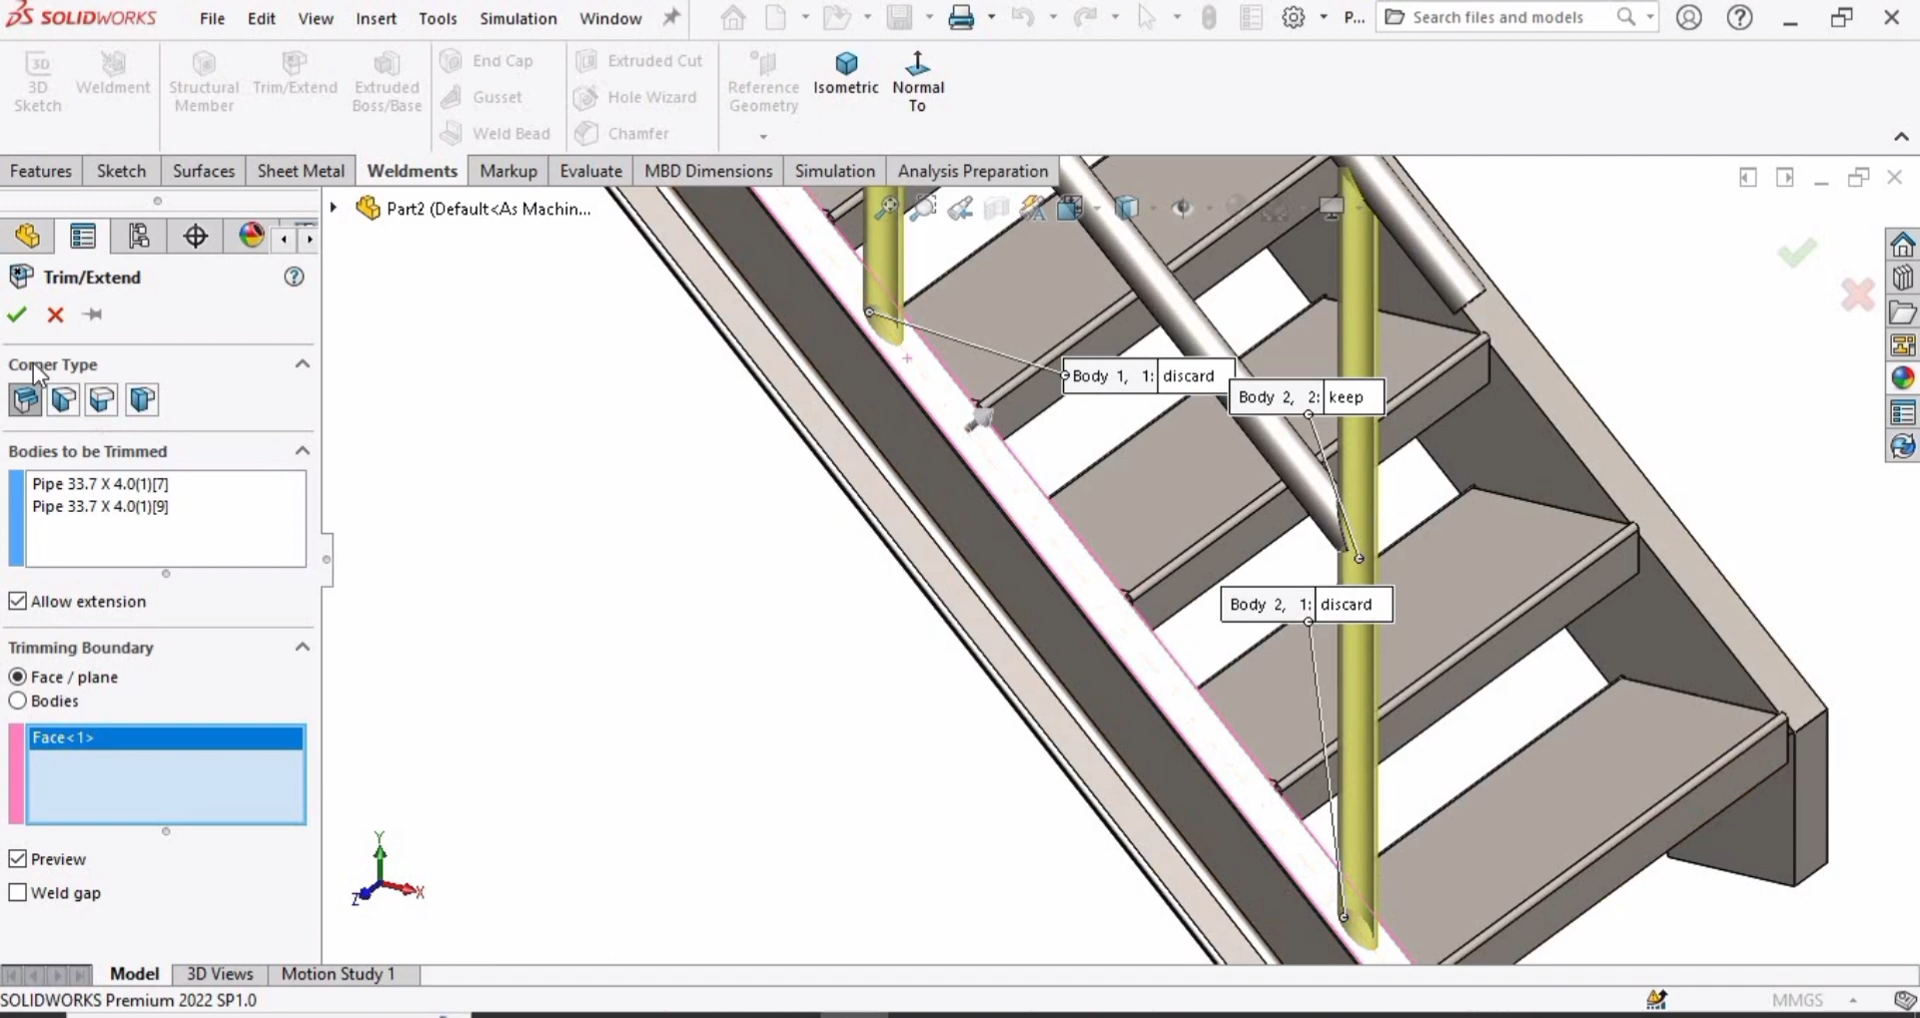 SOLIDWORKS File Edit View Insert Tools Simulation Window P... Search files and models
3D Sketch
Weldment
Structural Member
Trim/Extend
Extruded Boss/Base
End Cap
Gusset
Weld Bead
Extruded Cut
Hole Wizard
Chamfer
Reference Geometry
Isometric
Normal To
Features Sketch Surfaces Sheet Metal Weldments Markup Evaluate MBD Dimensions Simulation Analysis Preparation
Part2 (Default<As Machin...
Trim/Extend
Corner Type
Bodies to be Trimmed
Pipe 33.7 X 4.0(1)[7]
Pipe 33.7 X 4.0(1)[9]
Allow extension
Trimming Boundary
Face / plane
Bodies
Face<1>
Preview
Weld gap
Body 1, 1: discard
Body 2, 2: keep
Body 2, 1: discard
Y
Z
X
Model 3D Views Motion Study 1
SOLIDWORKS Premium 2022 SP1.0
MMGS